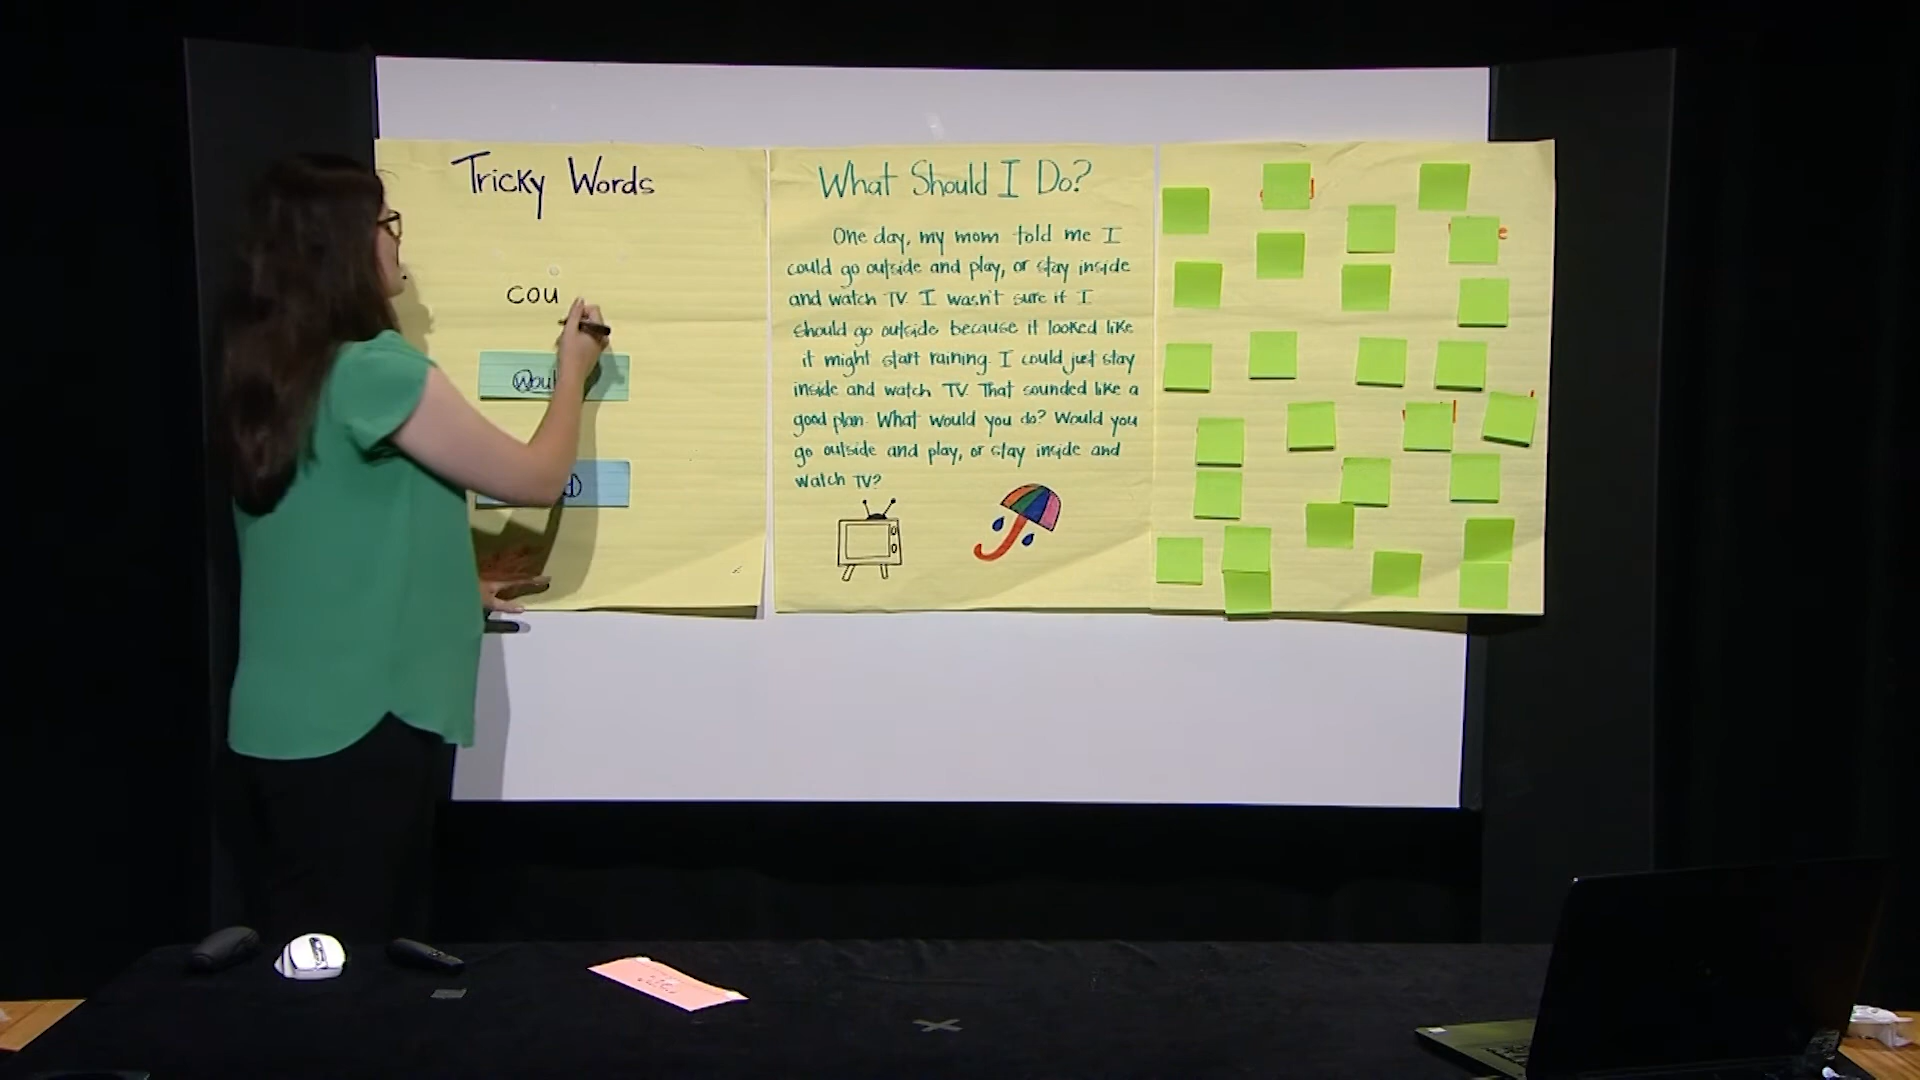 Tricky Words
cou
What Should I Do?
One day, my mom told me I
could go outside and play, or stay inside
and watch TV. I wasn't sure if I
should go outside because it looked like
it might start raining. I could just stay
inside and watch TV. That sounded like a
good plan. What would you do? Would you
go outside and play, or stay inside and
watch TV?